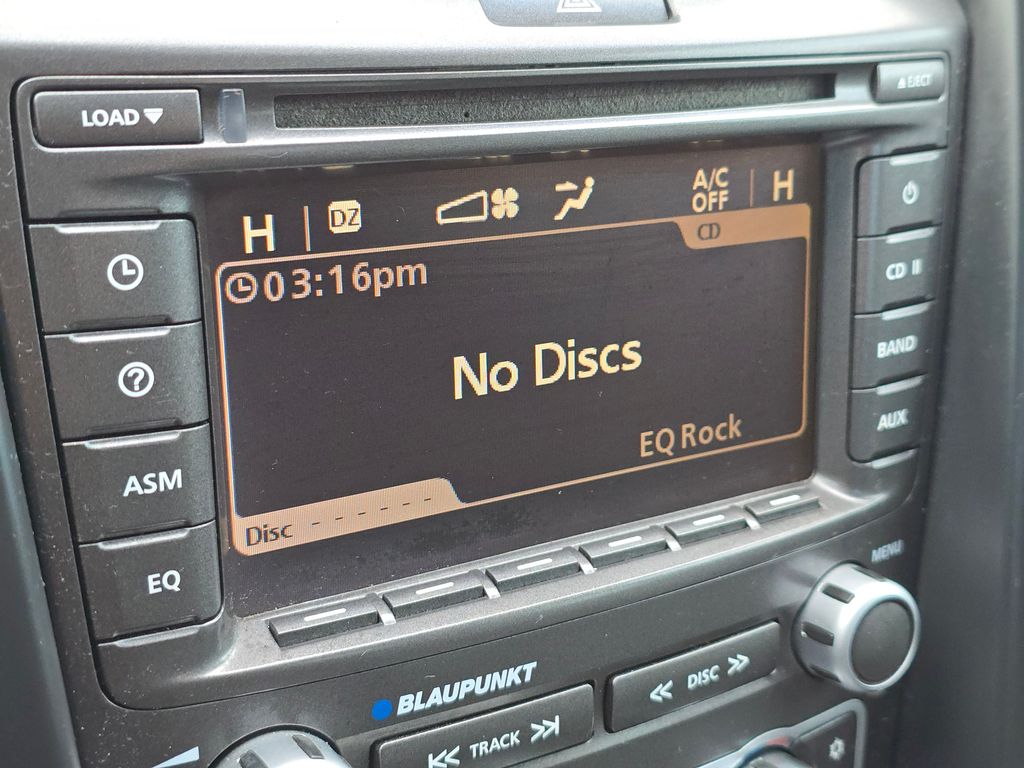 LOAD
EJECT
H
DZ
A/C
OFF
H
CD
03:16pm
CD II
No Discs
BAND
AUX
ASM
EQ Rock
Disc - - - - - -
EQ
MENU
BLAUPUNKT
DISC
TRACK